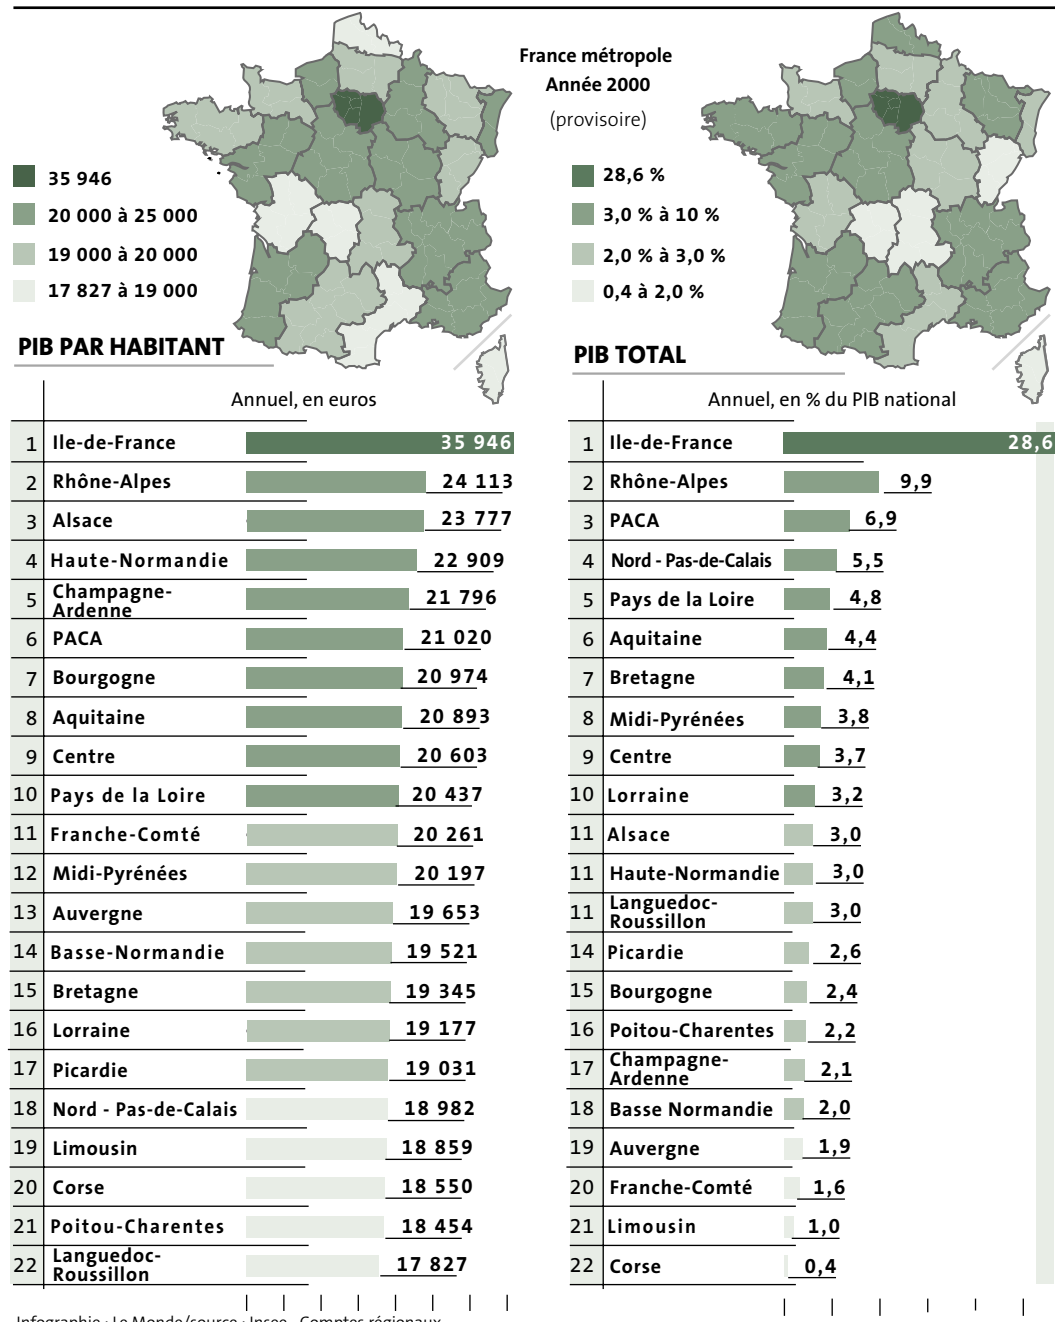 France métropole
Année 2000
(provisoire)
35 946
20 000 à 25 000
19 000 à 20 000
17 827 à 19 000
PIB PAR HABITANT
28,6 %
3,0 % à 10 %
2,0 % à 3,0 %
0,4 à 2,0 %
PIB TOTAL
Annuel, en euros
1 Ile-de-France 35 946
2 Rhône-Alpes 24 113
3 Alsace 23 777
4 Haute-Normandie 22 909
5 Champagne-
Ardenne 21 796
6 PACA 21 020
7 Bourgogne 20 974
8 Aquitaine 20 893
9 Centre 20 603
10 Pays de la Loire 20 437
11 Franche-Comté 20 261
12 Midi-Pyrénées 20 197
13 Auvergne 19 653
14 Basse-Normandie 19 521
15 Bretagne 19 345
16 Lorraine 19 177
17 Picardie 19 031
18 Nord - Pas-de-Calais 18 982
19 Limousin 18 859
20 Corse 18 550
21 Poitou-Charentes 18 454
22 Languedoc-
Roussillon 17 827
Annuel, en % du PIB national
1 Ile-de-France 28,6
2 Rhône-Alpes 9,9
3 PACA 6,9
4 Nord - Pas-de-Calais 5,5
5 Pays de la Loire 4,8
6 Aquitaine 4,4
7 Bretagne 4,1
8 Midi-Pyrénées 3,8
9 Centre 3,7
10 Lorraine 3,2
11 Alsace 3,0
11 Haute-Normandie 3,0
11 Languedoc-
Roussillon 3,0
14 Picardie 2,6
15 Bourgogne 2,4
16 Poitou-Charentes 2,2
17 Champagne-
Ardenne 2,1
18 Basse Normandie 2,0
19 Auvergne 1,9
20 Franche-Comté 1,6
21 Limousin 1,0
22 Corse 0,4
Infographie : Le Monde/source : Insee - Comptes régionaux